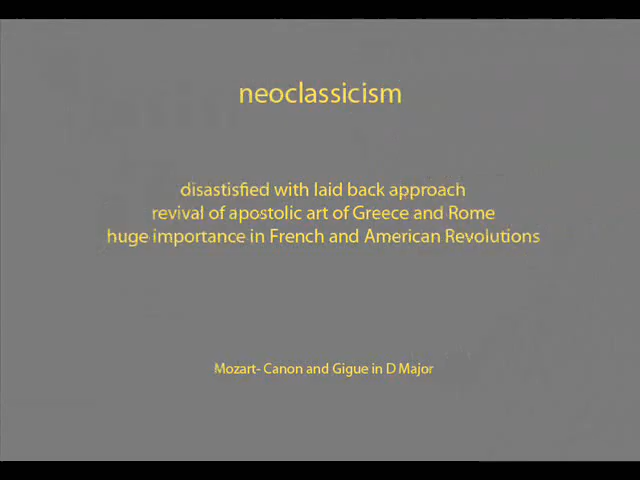 neoclassicism
disastisfied with laid back approach
revival of apostolic art of Greece and Rome
huge importance in French and American Revolutions
Mozart- Canon and Gigue in D Major